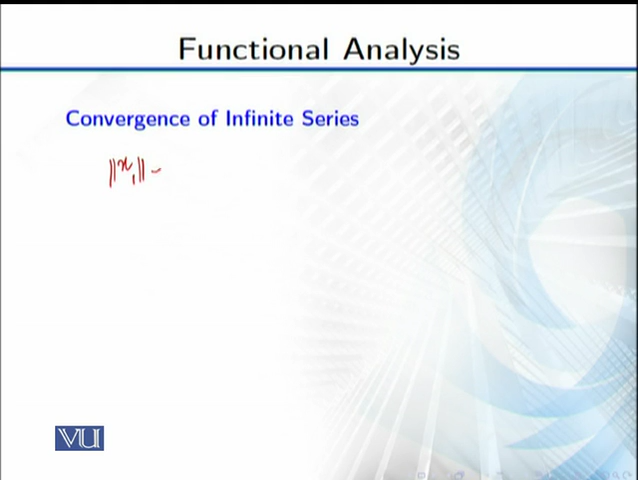 Functional Analysis
Convergence of Infinite Series
‖x₁‖ –
VU